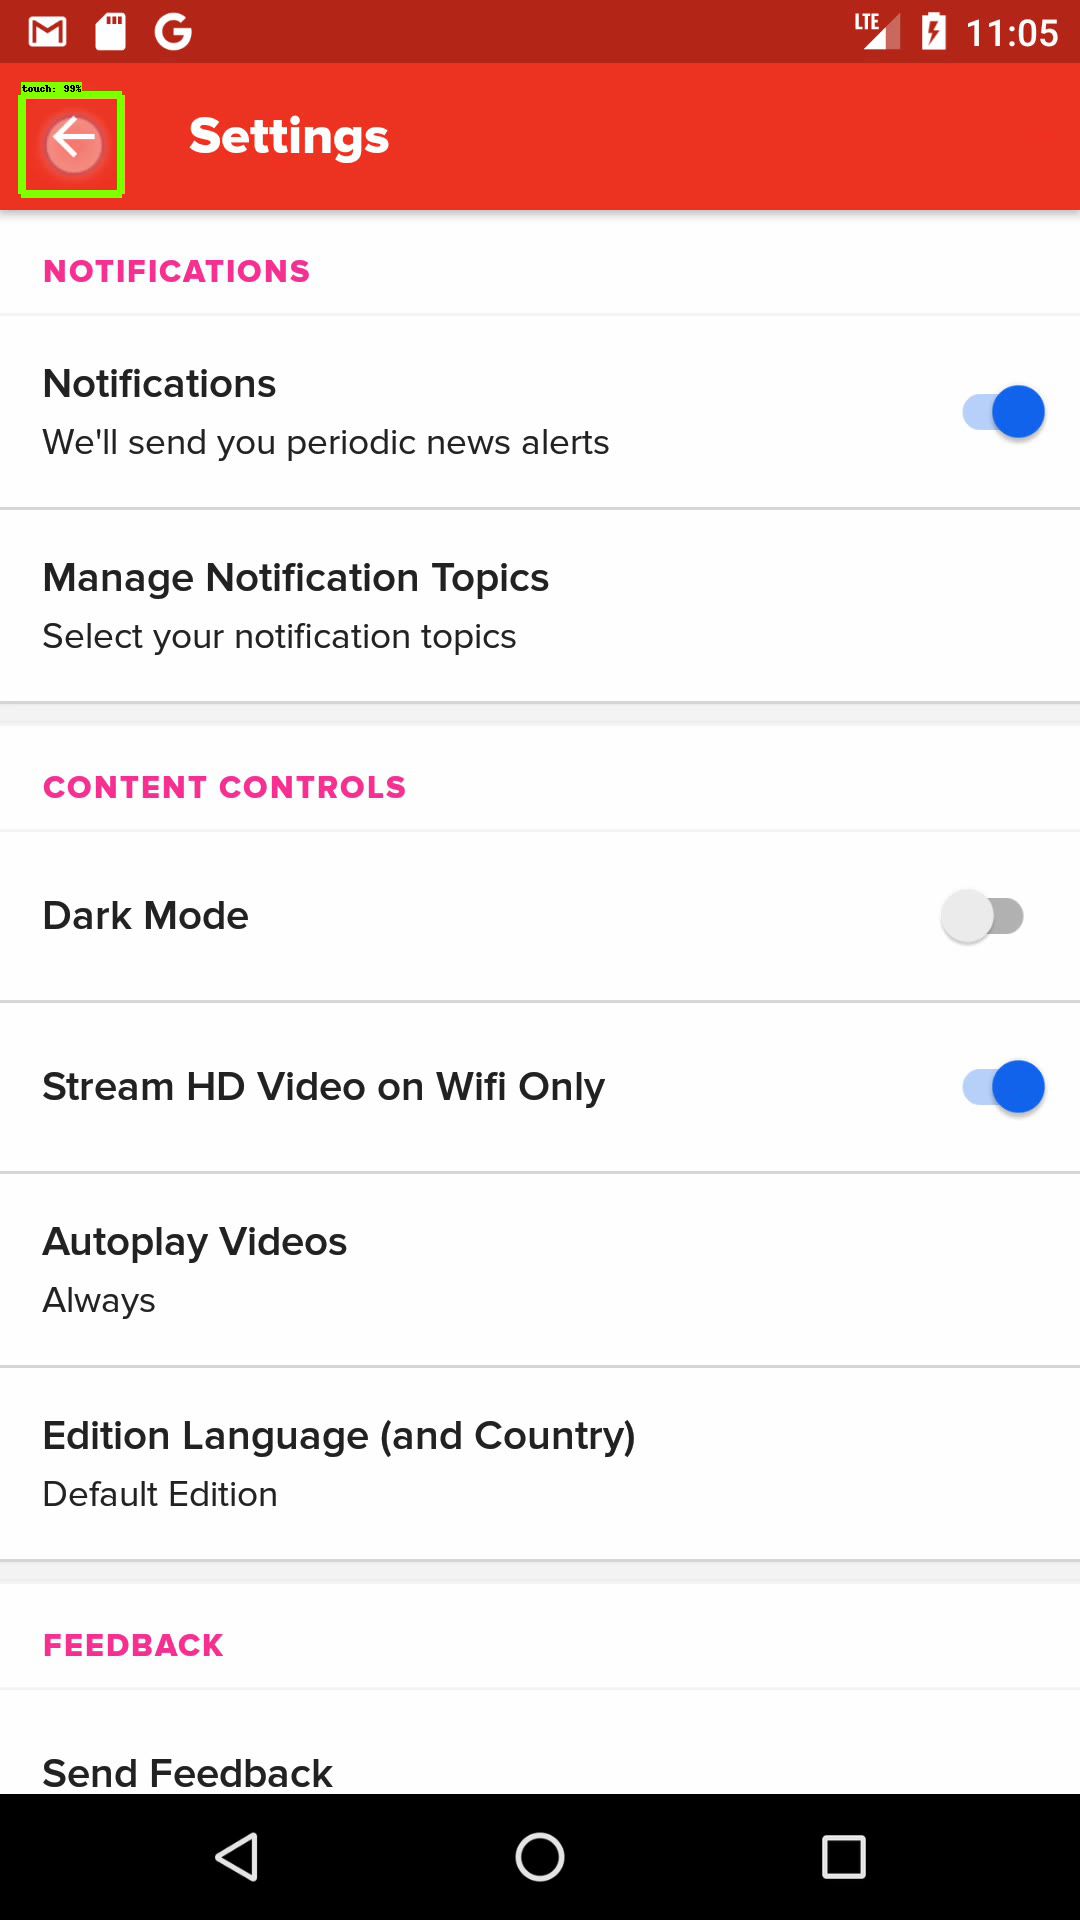 LTE 11:05
touch: 99%
Settings
NOTIFICATIONS
Notifications
We'll send you periodic news alerts
Manage Notification Topics
Select your notification topics
CONTENT CONTROLS
Dark Mode
Stream HD Video on Wifi Only
Autoplay Videos
Always
Edition Language (and Country)
Default Edition
FEEDBACK
Send Feedback